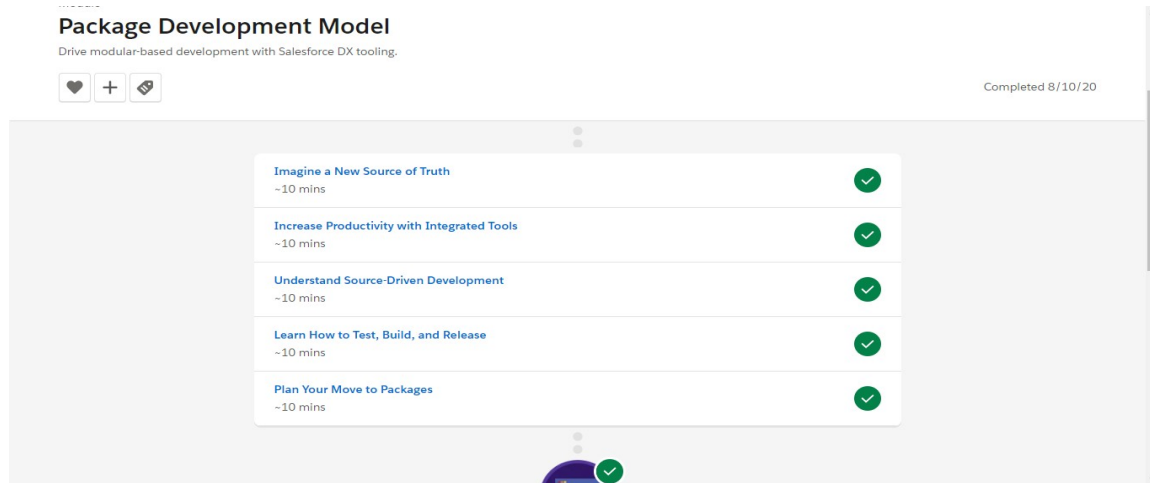 Package Development Model
Drive modular-based development with Salesforce DX tooling.
Completed 8/10/20
Imagine a New Source of Truth
~10 mins
Increase Productivity with Integrated Tools
~10 mins
Understand Source-Driven Development
~10 mins
Learn How to Test, Build, and Release
~10 mins
Plan Your Move to Packages
~10 mins